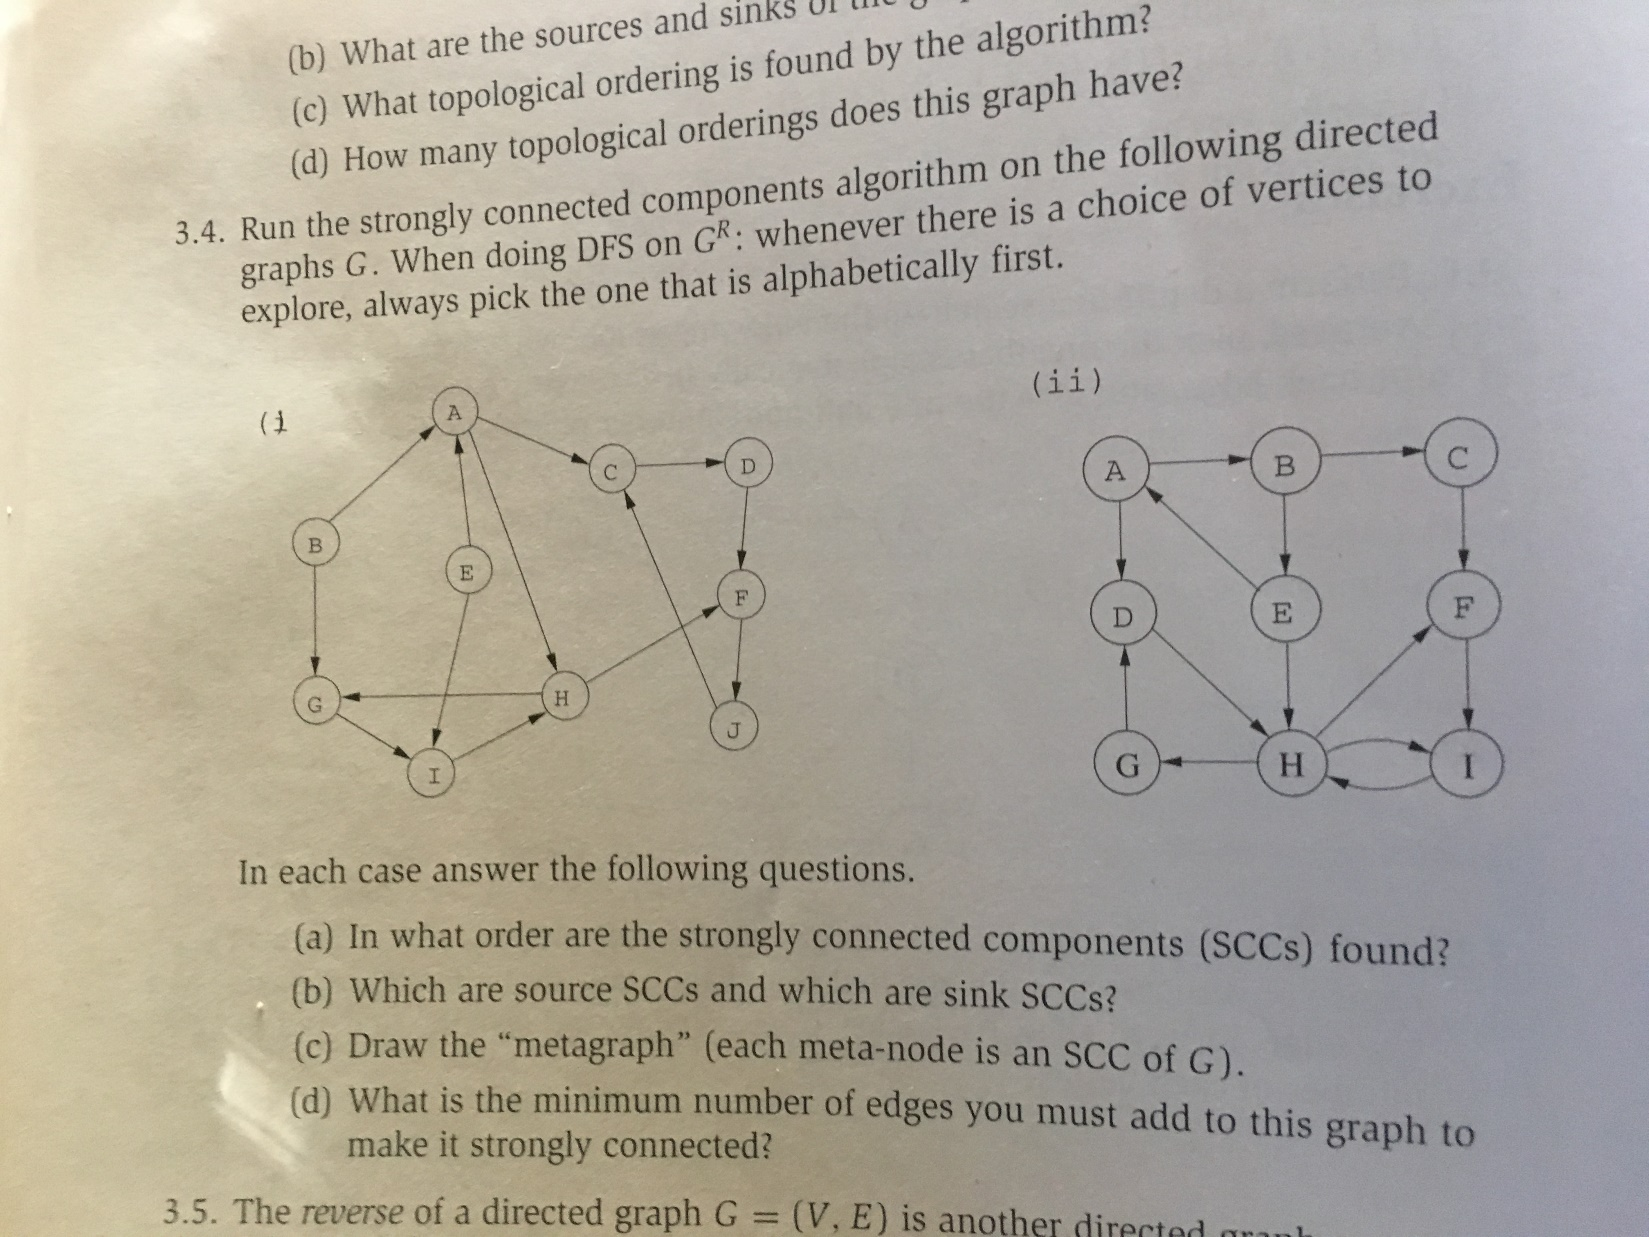 (b) What are the sources and sinks of the
(c) What topological ordering is found by the algorithm?
(d) How many topological orderings does this graph have?
3.4. Run the strongly connected components algorithm on the following directed
graphs G. When doing DFS on G^R: whenever there is a choice of vertices to
explore, always pick the one that is alphabetically first.
(i
(ii)
A
C
D
B
E
F
G
H
I
J
A
B
C
D
E
F
G
H
I
In each case answer the following questions.
(a) In what order are the strongly connected components (SCCs) found?
(b) Which are source SCCs and which are sink SCCs?
(c) Draw the “metagraph” (each meta-node is an SCC of G).
(d) What is the minimum number of edges you must add to this graph to
make it strongly connected?
3.5. The reverse of a directed graph G = (V, E) is another directed graph